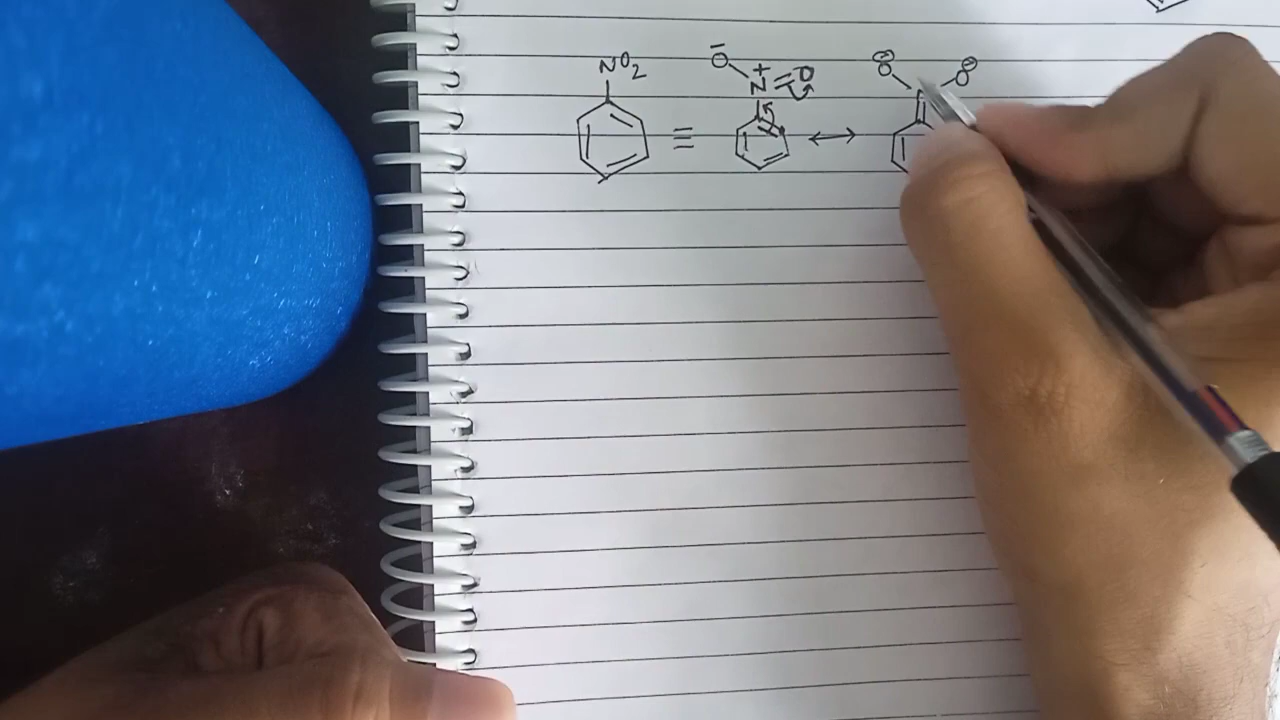 NO2 ≡ O⁻ N⁺ O ↔ O⊖ O⊖